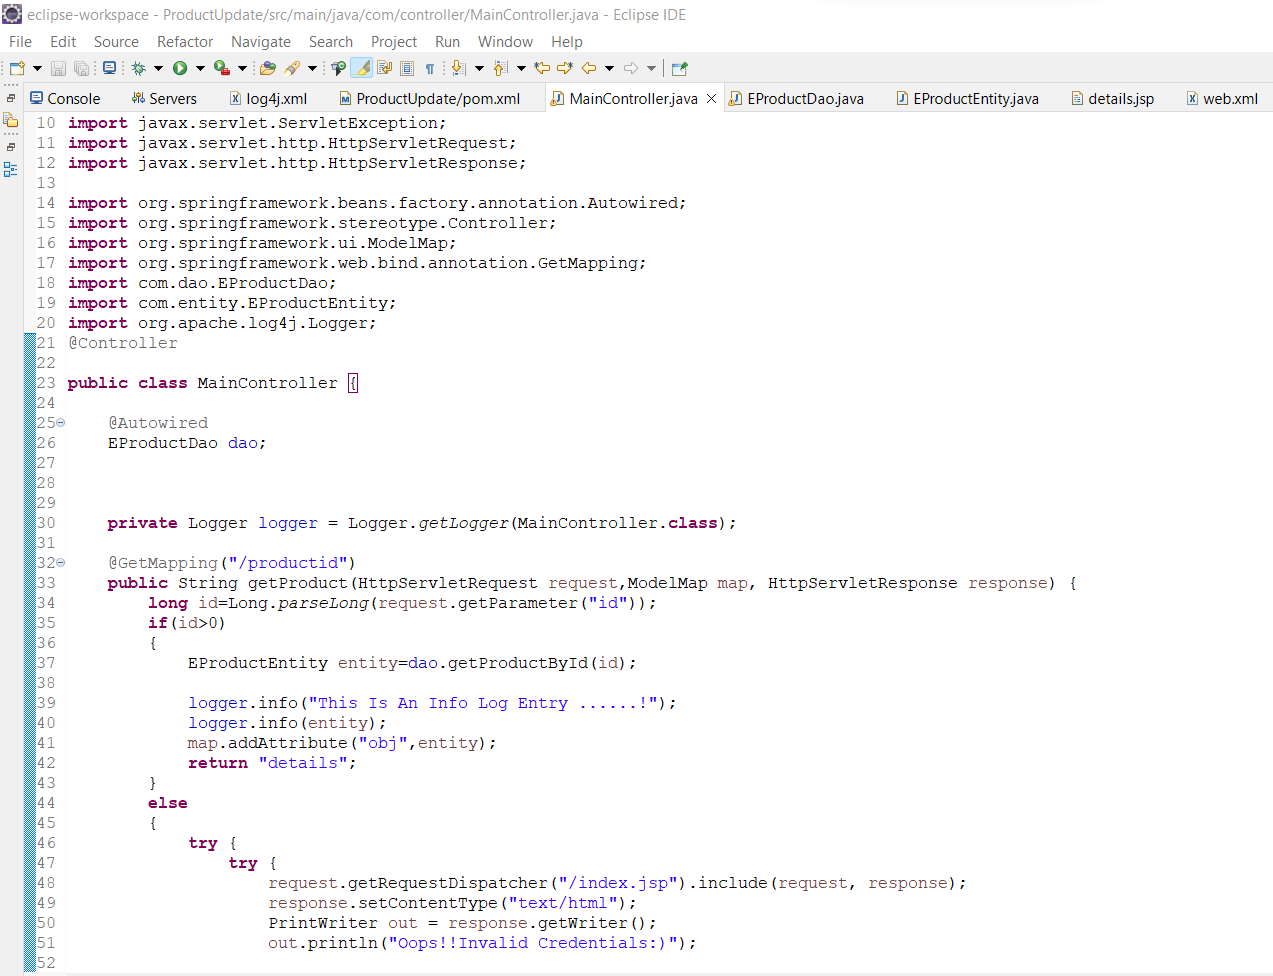 eclipse-workspace - ProductUpdate/src/main/java/com/controller/MainController.java - Eclipse IDE
File Edit Source Refactor Navigate Search Project Run Window Help
Console Servers log4j.xml ProductUpdate/pom.xml MainController.java EProductDao.java EProductEntity.java details.jsp web.xml
10 import javax.servlet.ServletException;
11 import javax.servlet.http.HttpServletRequest;
12 import javax.servlet.http.HttpServletResponse;
13
14 import org.springframework.beans.factory.annotation.Autowired;
15 import org.springframework.stereotype.Controller;
16 import org.springframework.ui.ModelMap;
17 import org.springframework.web.bind.annotation.GetMapping;
18 import com.dao.EProductDao;
19 import com.entity.EProductEntity;
20 import org.apache.log4j.Logger;
21 @Controller
22
23 public class MainController {
24
25 @Autowired
26 EProductDao dao;
27
28
29
30 private Logger logger = Logger.getLogger(MainController.class);
31
32 @GetMapping("/productid")
33 public String getProduct(HttpServletRequest request,ModelMap map, HttpServletResponse response) {
34 long id=Long.parseLong(request.getParameter("id"));
35 if(id>0)
36 {
37 EProductEntity entity=dao.getProductById(id);
38
39 logger.info("This Is An Info Log Entry ......!");
40 logger.info(entity);
41 map.addAttribute("obj",entity);
42 return "details";
43 }
44 else
45 {
46 try {
47 try {
48 request.getRequestDispatcher("/index.jsp").include(request, response);
49 response.setContentType("text/html");
50 PrintWriter out = response.getWriter();
51 out.println("Oops!!Invalid Credentials:)");
52